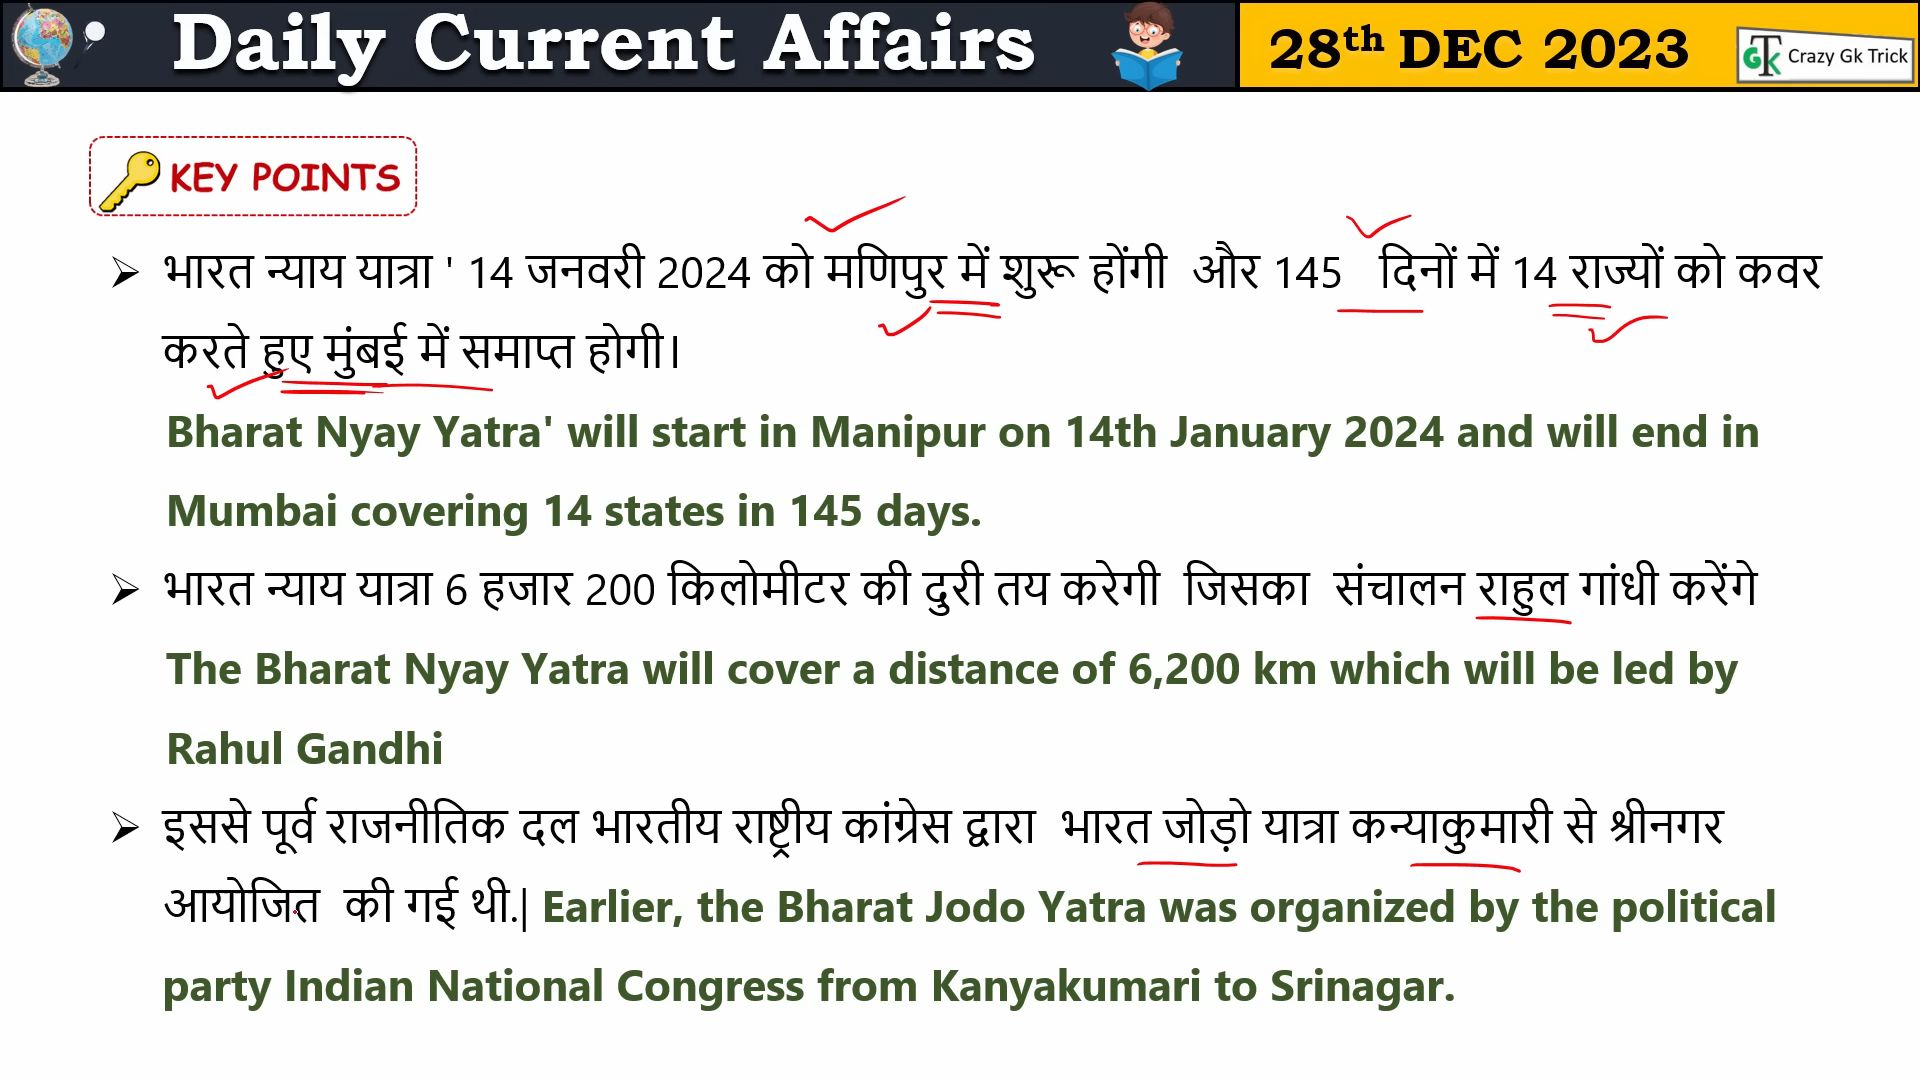 Daily Current Affairs
28th DEC 2023
GK Crazy Gk Trick
KEY POINTS
भारत न्याय यात्रा ' 14 जनवरी 2024 को मणिपुर में शुरू होंगी और 145 दिनों में 14 राज्यों को कवर
करते हुए मुंबई में समाप्त होगी।
Bharat Nyay Yatra' will start in Manipur on 14th January 2024 and will end in
Mumbai covering 14 states in 145 days.
भारत न्याय यात्रा 6 हजार 200 किलोमीटर की दुरी तय करेगी जिसका संचालन राहुल गांधी करेंगे
The Bharat Nyay Yatra will cover a distance of 6,200 km which will be led by
Rahul Gandhi
इससे पूर्व राजनीतिक दल भारतीय राष्ट्रीय कांग्रेस द्वारा भारत जोड़ो यात्रा कन्याकुमारी से श्रीनगर
आयोजित की गई थी.| Earlier, the Bharat Jodo Yatra was organized by the political
party Indian National Congress from Kanyakumari to Srinagar.